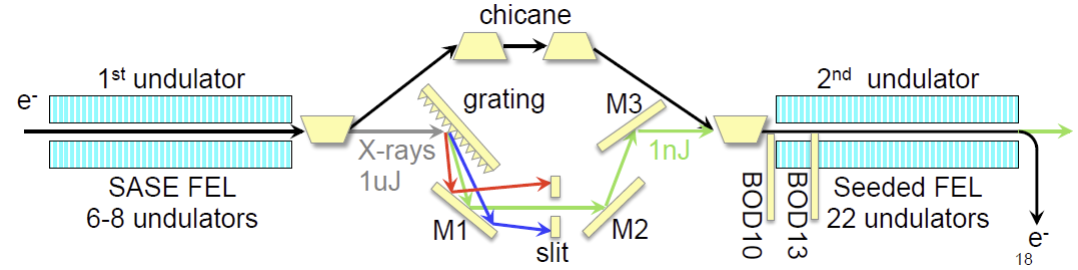 chicane
1st undulator
2nd undulator
e-
grating
M3
X-rays
1uJ
1nJ
SASE FEL
6-8 undulators
M1
slit
M2
BOD10
BOD13
Seeded FEL
22 undulators
e-
18